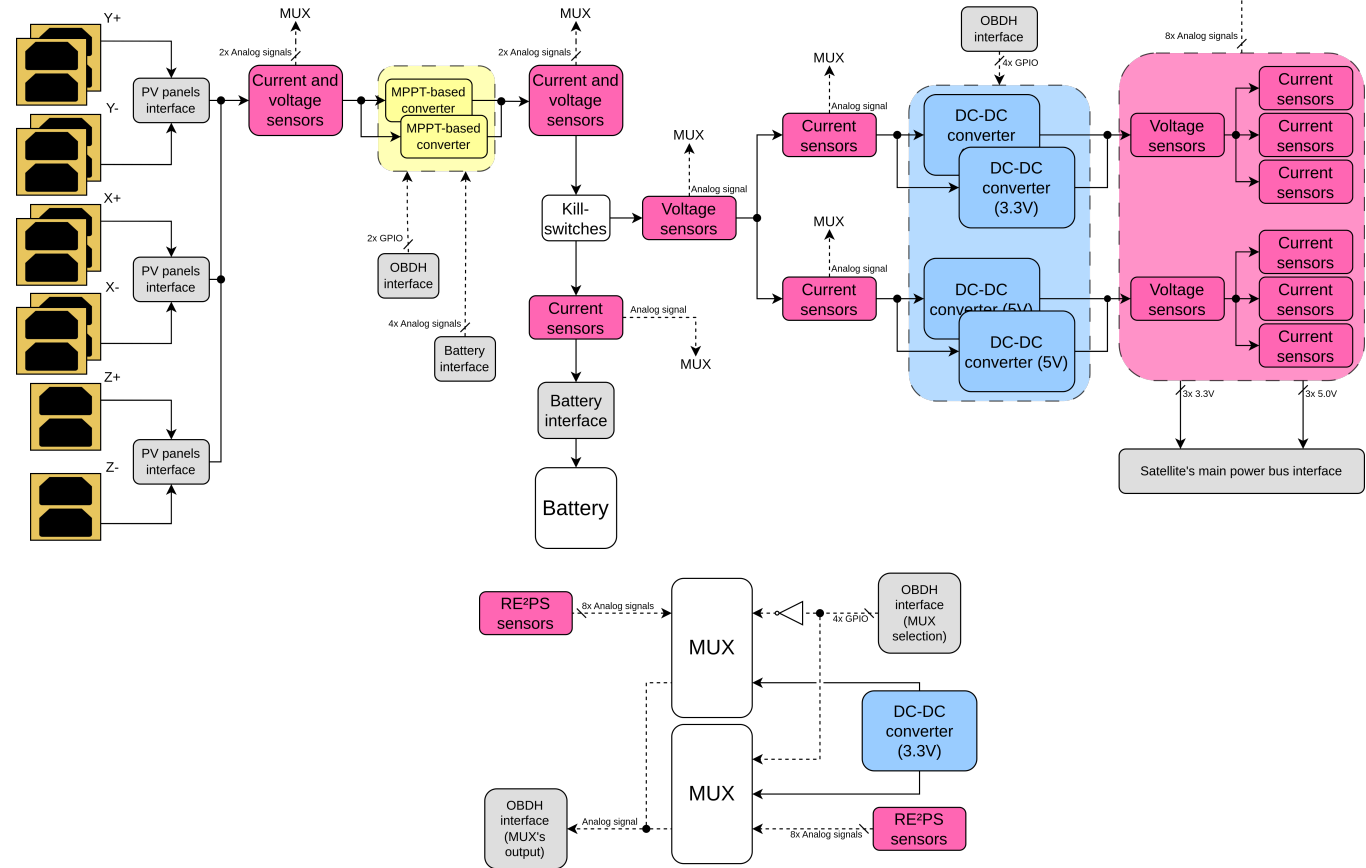 Y+
Y-
X+
X-
Z+
Z-
PV panels
interface
PV panels
interface
PV panels
interface
MUX
2x Analog signals
Current and
voltage
sensors
MPPT-based
converter
MPPT-based
converter
2x GPIO
OBDH
interface
4x Analog signals
Battery
interface
MUX
2x Analog signals
Current and
voltage
sensors
Kill-
switches
Current
sensors
Analog signal
MUX
Battery
interface
Battery
MUX
Analog signal
Voltage
sensors
MUX
Analog signal
Current
sensors
MUX
Analog signal
Current
sensors
OBDH
interface
4x GPIO
DC-DC
converter
DC-DC
converter
(3.3V)
DC-DC
converter (5V)
DC-DC
converter (5V)
8x Analog signals
Voltage
sensors
Current
sensors
Current
sensors
Current
sensors
Voltage
sensors
Current
sensors
Current
sensors
Current
sensors
3x 3.3V
3x 5.0V
Satellite's main power bus interface
RE²PS
sensors
8x Analog signals
MUX
4x GPIO
OBDH
interface
(MUX
selection)
DC-DC
converter
(3.3V)
MUX
OBDH
interface
(MUX's
output)
Analog signal
8x Analog signals
RE²PS
sensors